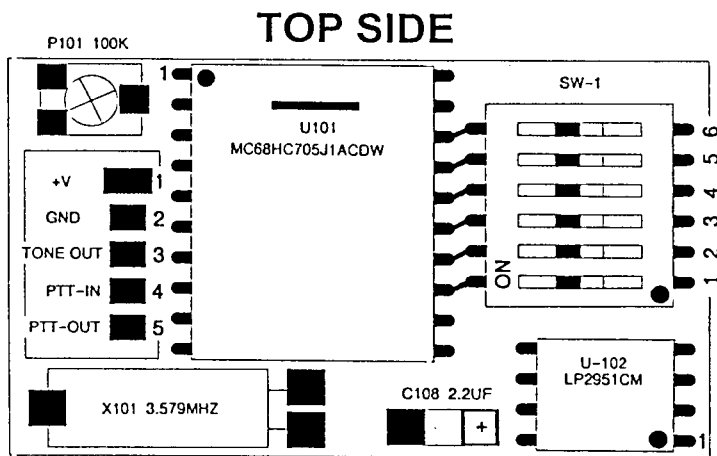 TOP SIDE
P101 100K
1
U101
MC68HC705J1ACDW
SW-1
6
5
4
3
2
1
ON
+V 1
GND 2
TONE OUT 3
PTT-IN 4
PTT-OUT 5
X101 3.579MHZ
C108 2.2UF
+
U-102
LP2951CM
1